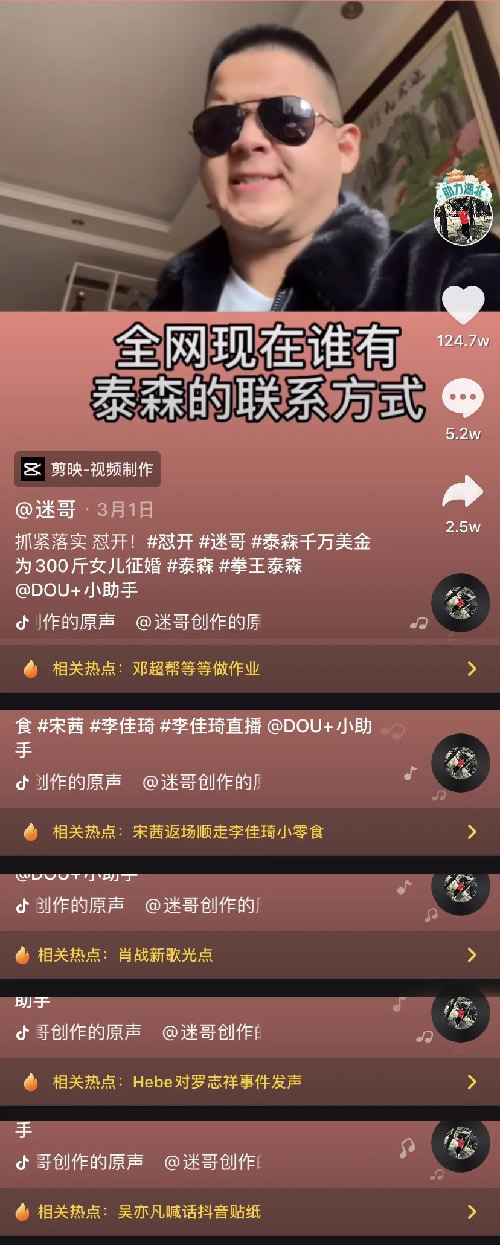 助力湖北
124.7w
全网现在谁有
泰森的联系方式
5.2w
剪映-视频制作
@迷哥 · 3月1日
2.5w
抓紧落实 怼开！#怼开 #迷哥 #泰森千万美金
为300斤女儿征婚 #泰森 #拳王泰森
@DOU+小助手
创作的原声 @迷哥创作的原
相关热点：邓超帮等等做作业
食 #宋茜 #李佳琦 #李佳琦直播 @DOU+小助
手
创作的原声 @迷哥创作的原
相关热点：宋茜返场顺走李佳琦小零食
@DOU+小助手
创作的原声 @迷哥创作的
相关热点：肖战新歌光点
助手
哥创作的原声 @迷哥创作
相关热点：Hebe对罗志祥事件发声
手
哥创作的原声 @迷哥创作
相关热点：吴亦凡喊话抖音贴纸